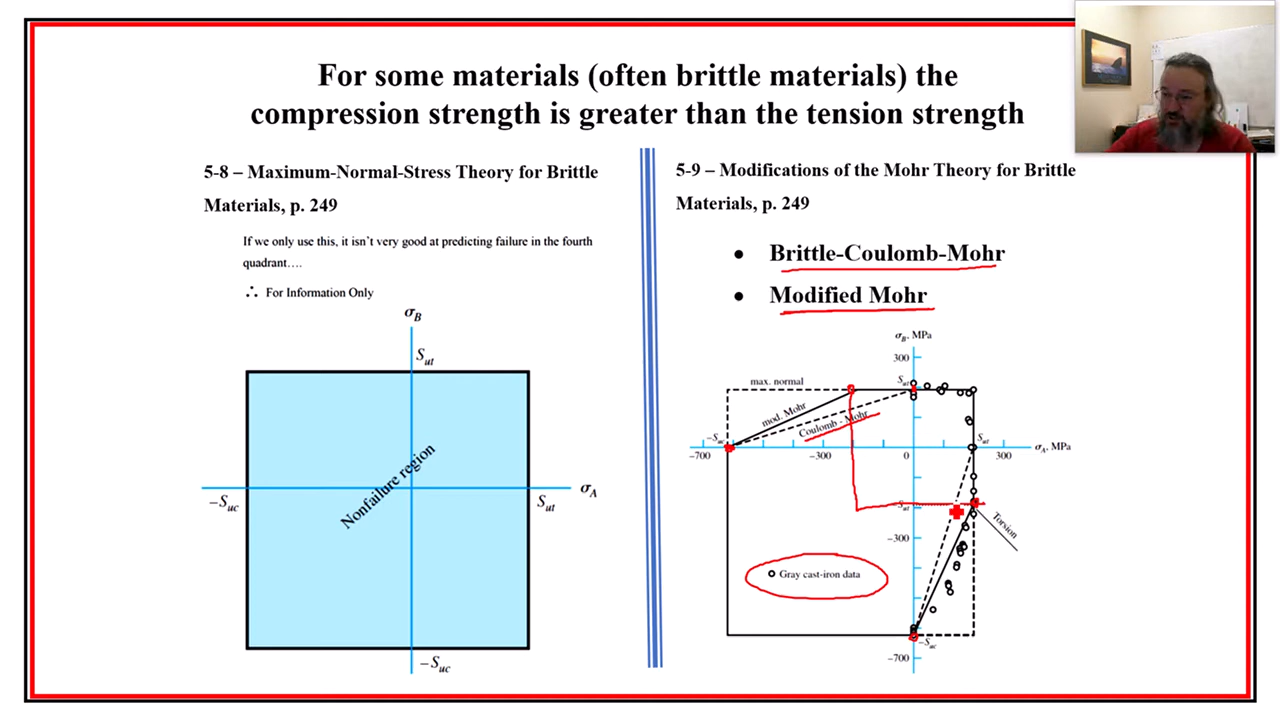 For some materials (often brittle materials) the
compression strength is greater than the tension strength
5-8 – Maximum-Normal-Stress Theory for Brittle
Materials, p. 249
If we only use this, it isn't very good at predicting failure in the fourth
quadrant….
∴ For Information Only
σB
Sut
Nonfailure region
σA
−Suc
Sut
−Suc
5-9 – Modifications of the Mohr Theory for Brittle
Materials, p. 249
• Brittle-Coulomb-Mohr
• Modified Mohr
σB, MPa
300
max. normal
Sut
mod. Mohr
Coulomb - Mohr
−Suc
Sut
σA, MPa
−700
−300
0
300
−Sut
Torsion
−300
Gray cast-iron data
−Suc
−700